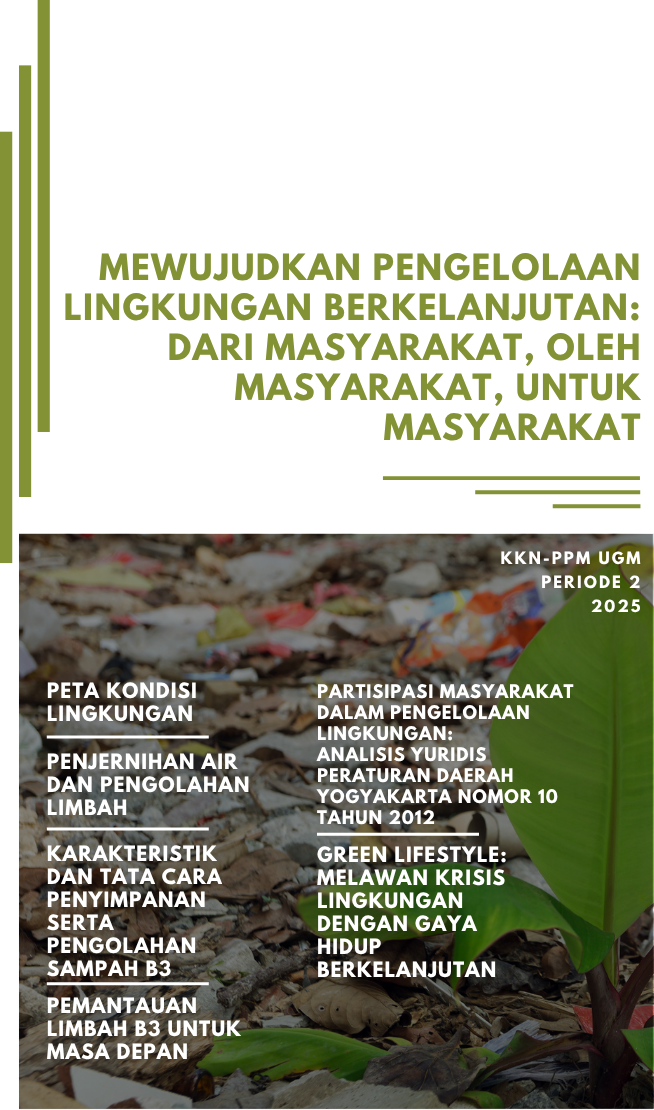 MEWUJUDKAN PENGELOLAAN
LINGKUNGAN BERKELANJUTAN:
DARI MASYARAKAT, OLEH
MASYARAKAT, UNTUK
MASYARAKAT
KKN-PPM UGM
PERIODE 2
2025
PETA KONDISI
LINGKUNGAN
PENJERNIHAN AIR
DAN PENGOLAHAN
LIMBAH
KARAKTERISTIK
DAN TATA CARA
PENYIMPANAN
SERTA
PENGOLAHAN
SAMPAH B3
PEMANTAUAN
LIMBAH B3 UNTUK
MASA DEPAN
PARTISIPASI MASYARAKAT
DALAM PENGELOLAAN
LINGKUNGAN:
ANALISIS YURIDIS
PERATURAN DAERAH
YOGYAKARTA NOMOR 10
TAHUN 2012
GREEN LIFESTYLE:
MELAWAN KRISIS
LINGKUNGAN
DENGAN GAYA
HIDUP
BERKELANJUTAN